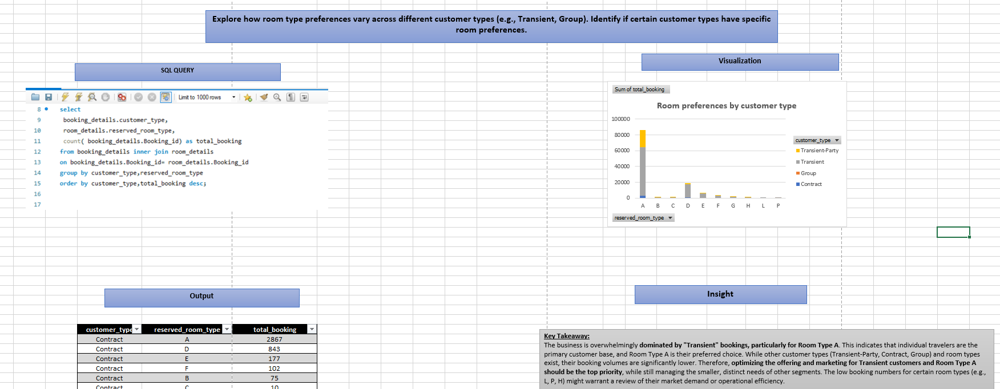 Explore how room type preferences vary across different customer types (e.g., Transient, Group). Identify if certain customer types have specific
room preferences.
SQL QUERY
Limit to 1000 rows
8 select
9 booking_details.customer_type,
10 room_details.reserved_room_type,
11 count( booking_details.Booking_id) as total_booking
12 from booking_details inner join room_details
13 on booking_details.Booking_id= room_details.Booking_id
14 group by customer_type,reserved_room_type
15 order by customer_type,total_booking desc;
16
17
Visualization
Sum of total_booking
Room preferences by customer type
100000
80000
60000
40000
20000
0
A B C D E F G H L P
customer_type
Transient-Party
Transient
Group
Contract
reserved_room_type
Output
customer_type reserved_room_type total_booking
Contract A 2867
Contract D 843
Contract E 177
Contract F 102
Contract B 75
Contract C 10
Insight
Key Takeaway:
The business is overwhelmingly dominated by "Transient" bookings, particularly for Room Type A. This indicates that individual travelers are the
primary customer base, and Room Type A is their preferred choice. While other customer types (Transient-Party, Contract, Group) and room types
exist, their booking volumes are significantly lower. Therefore, optimizing the offering and marketing for Transient customers and Room Type A
should be the top priority, while still managing the smaller, distinct needs of other segments. The low booking numbers for certain room types (e.g.,
L, P, H) might warrant a review of their market demand or operational efficiency.